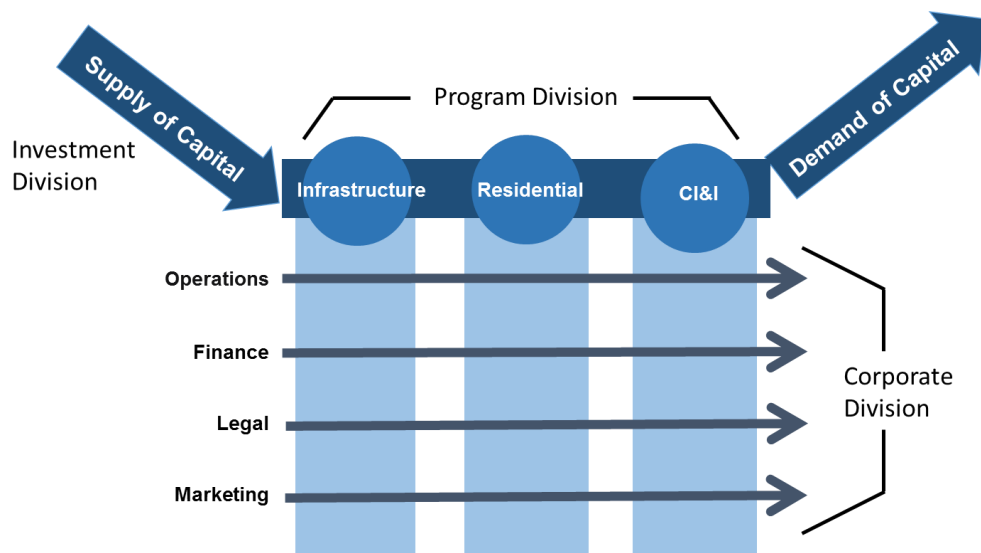 Supply of Capital
Program Division
Demand of Capital
Investment
Division
Infrastructure
Residential
CI&I
Operations
Finance
Legal
Marketing
Corporate
Division